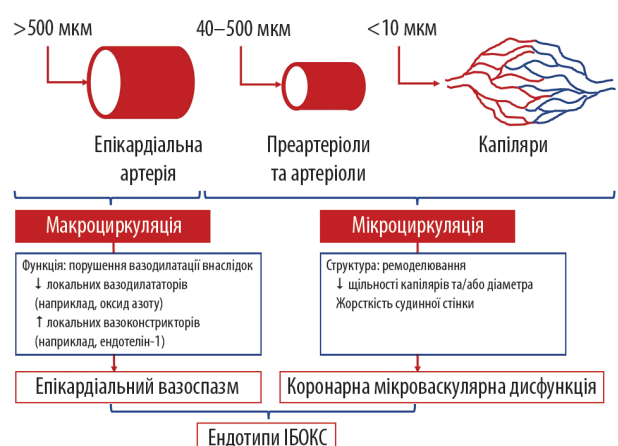 >500 мкм
40–500 мкм
<10 мкм
Епікардіальна
артерія
Преартеріоли
та артеріоли
Капіляри
Макроциркуляція
Мікроциркуляція
Функція: порушення вазодилатації внаслідок
↓ локальних вазодилататорів
(наприклад, оксид азоту)
↑ локальних вазоконстрикторів
(наприклад, ендотелін-1)
Структура: ремоделювання
↓ щільності капілярів та/або діаметра
Жорсткість судинної стінки
Епікардіальний вазоспазм
Коронарна мікроваскулярна дисфункція
Ендотипи ІБОКС